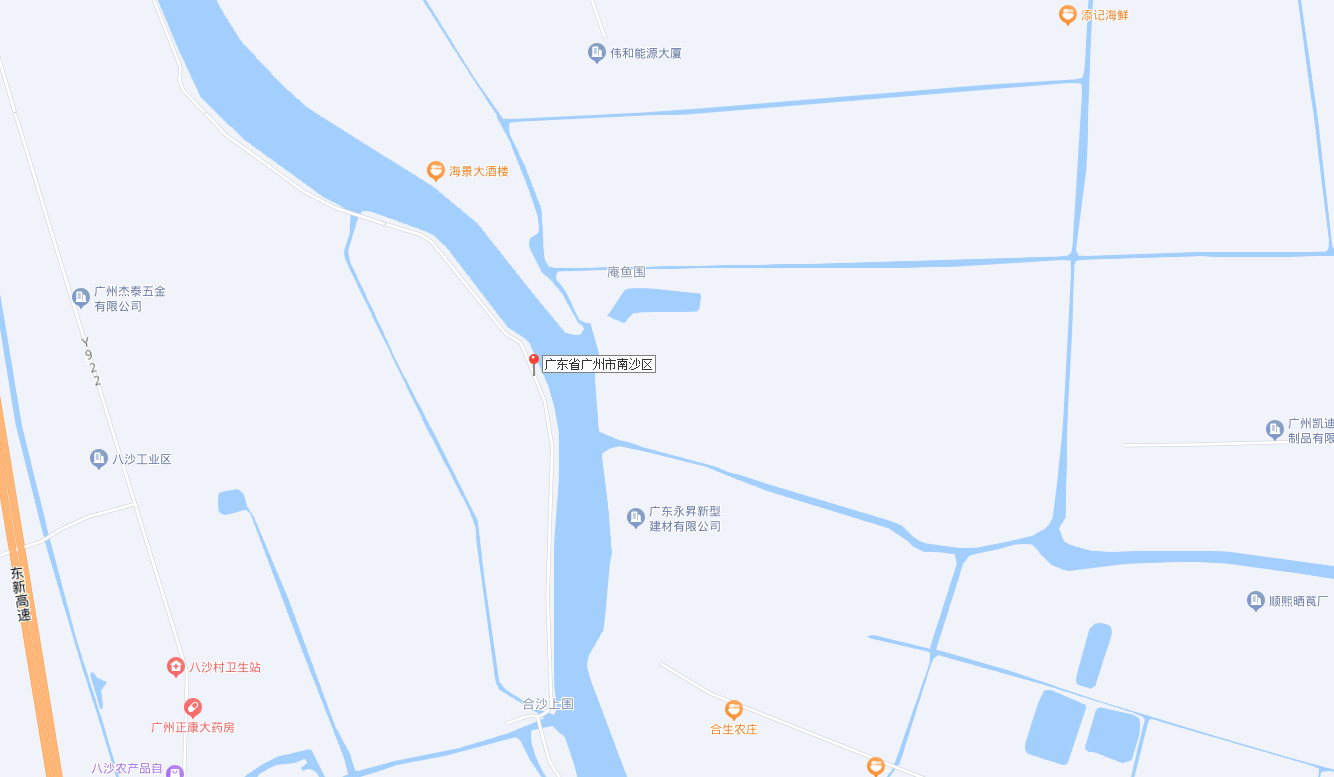 添记海鲜
伟和能源大厦
海景大酒楼
庵鱼围
广州杰泰五金
有限公司
Y922
广东省广州市南沙区
广州凯迪
制品有限
八沙工业区
广东永昇新型
建材有限公司
东新高速
顺熙晒莨厂
八沙村卫生站
合沙上围
广州正康大药房
合生农庄
八沙农产品自